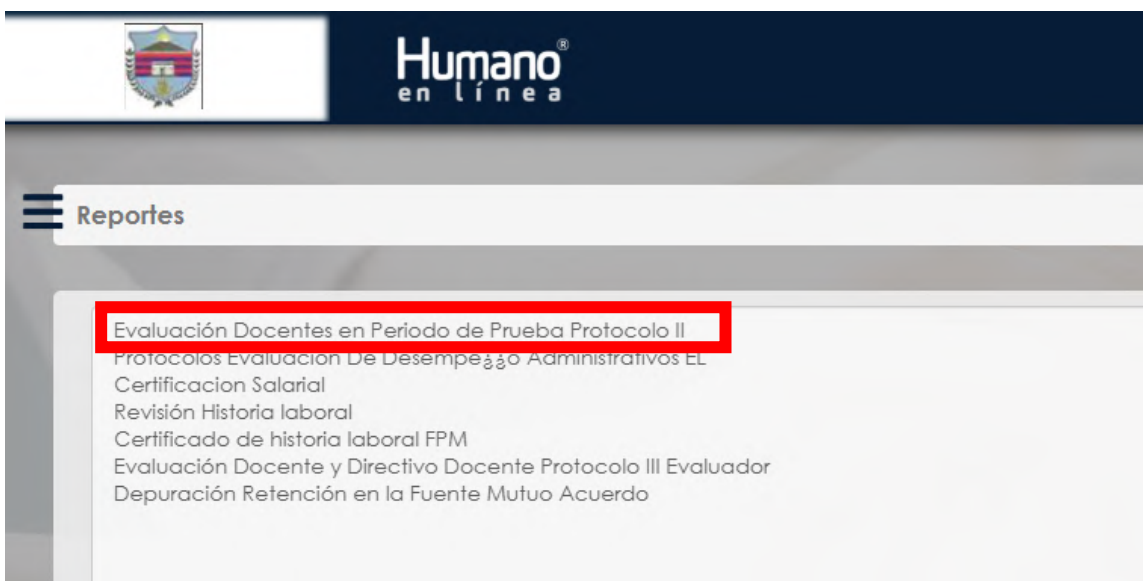 Humano®
en línea
Reportes
Evaluación Docentes en Periodo de Prueba Protocolo II
Protocolos Evaluación De Desempe¿¿o Administrativos EL
Certificacion Salarial
Revisión Historia laboral
Certificado de historia laboral FPM
Evaluación Docente y Directivo Docente Protocolo III Evaluador
Depuración Retención en la Fuente Mutuo Acuerdo